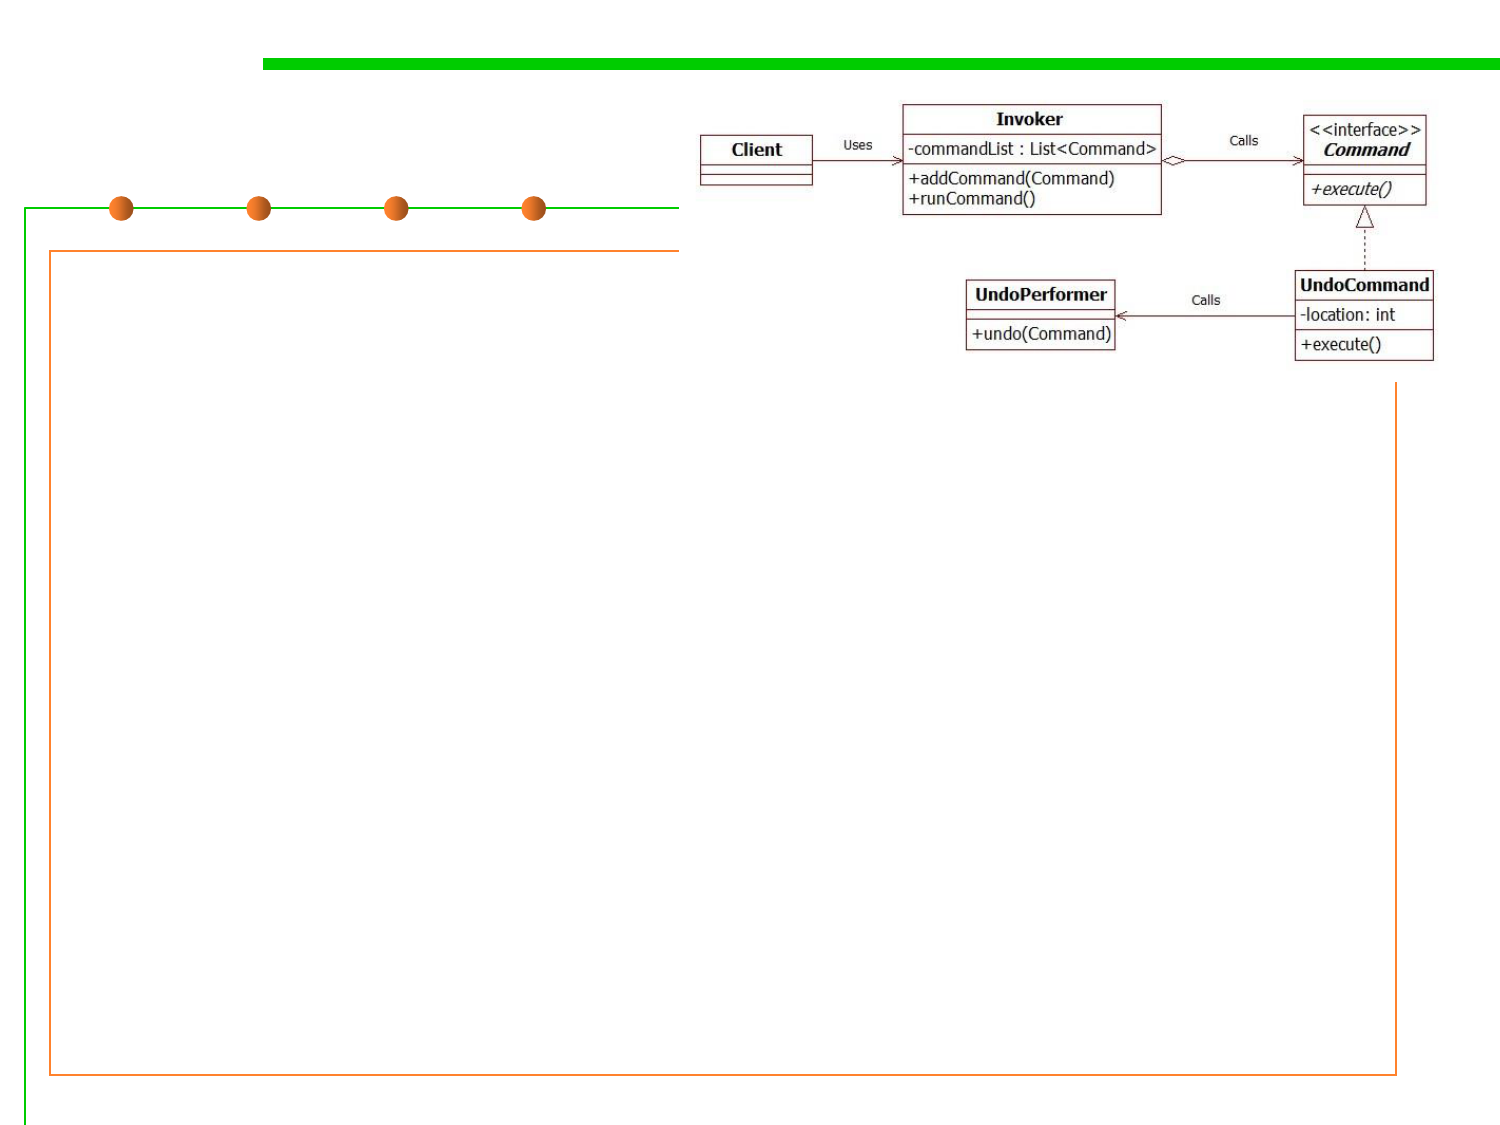 Client
Uses
Invoker
-commandList : List<Command>
+addCommand(Command)
+runCommand()
Calls
<<interface>>
Command
+execute()
UndoPerformer
+undo(Command)
Calls
UndoCommand
-location: int
+execute()